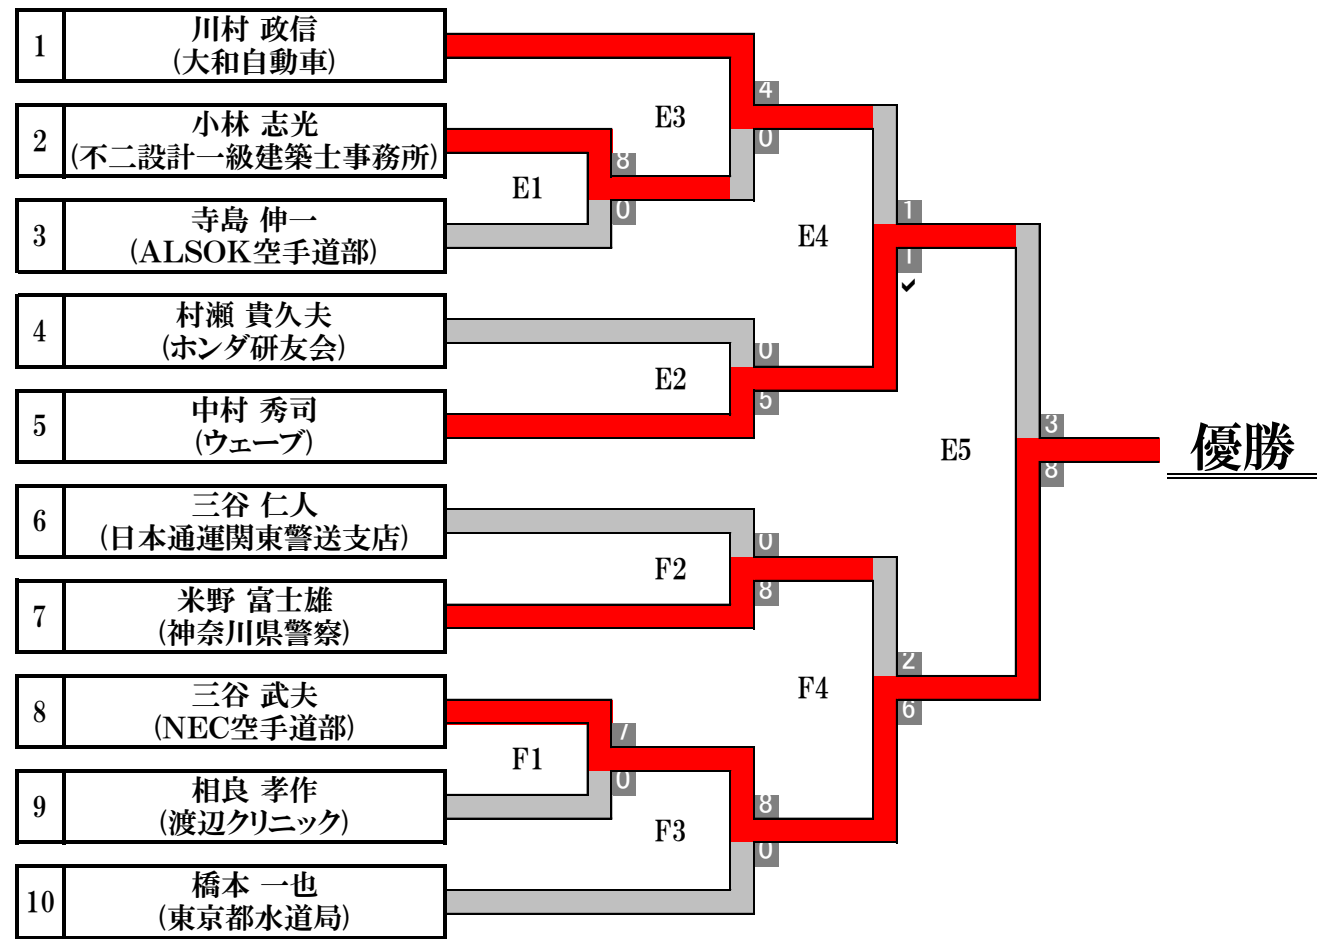 1
川村 政信
(大和自動車)
2
小林 志光
(不二設計一級建築士事務所)
3
寺島 伸一
(ALSOK空手道部)
4
村瀬 貴久夫
(ホンダ研友会)
5
中村 秀司
(ウェーブ)
6
三谷 仁人
(日本通運関東警送支店)
7
米野 富士雄
(神奈川県警察)
8
三谷 武夫
(NEC空手道部)
9
相良 孝作
(渡辺クリニック)
10
橋本 一也
(東京都水道局)
E1
8
0
F1
7
0
E3
4
0
E2
0
5
F2
0
8
F3
8
0
E4
1
1
F4
2
6
E5
3
8
優勝